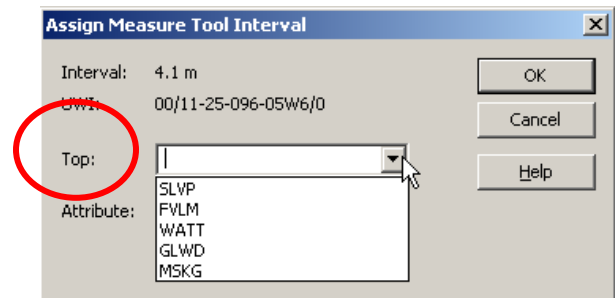 Assign Measure Tool Interval
Interval: 4.1 m
OK
UWI: 00/11-25-096-05W6/0
Cancel
Top:
Help
SLVP
Attribute: FVLM
WATT
GLWD
MSKG